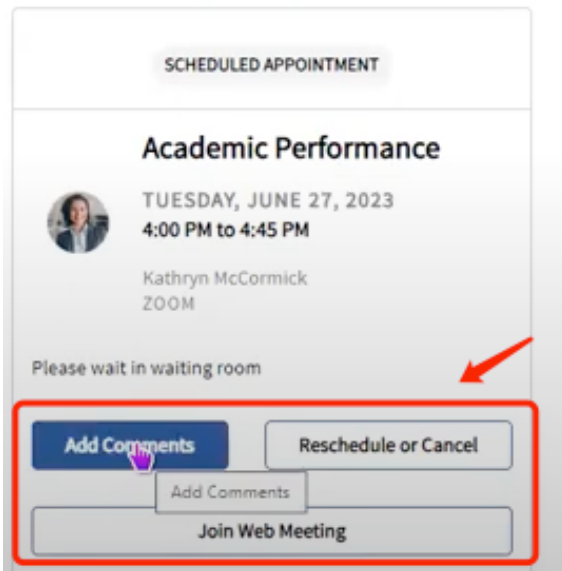 SCHEDULED APPOINTMENT
Academic Performance
TUESDAY, JUNE 27, 2023
4:00 PM to 4:45 PM
Kathryn McCormick
ZOOM
Please wait in waiting room
Add Comments
Reschedule or Cancel
Add Comments
Join Web Meeting